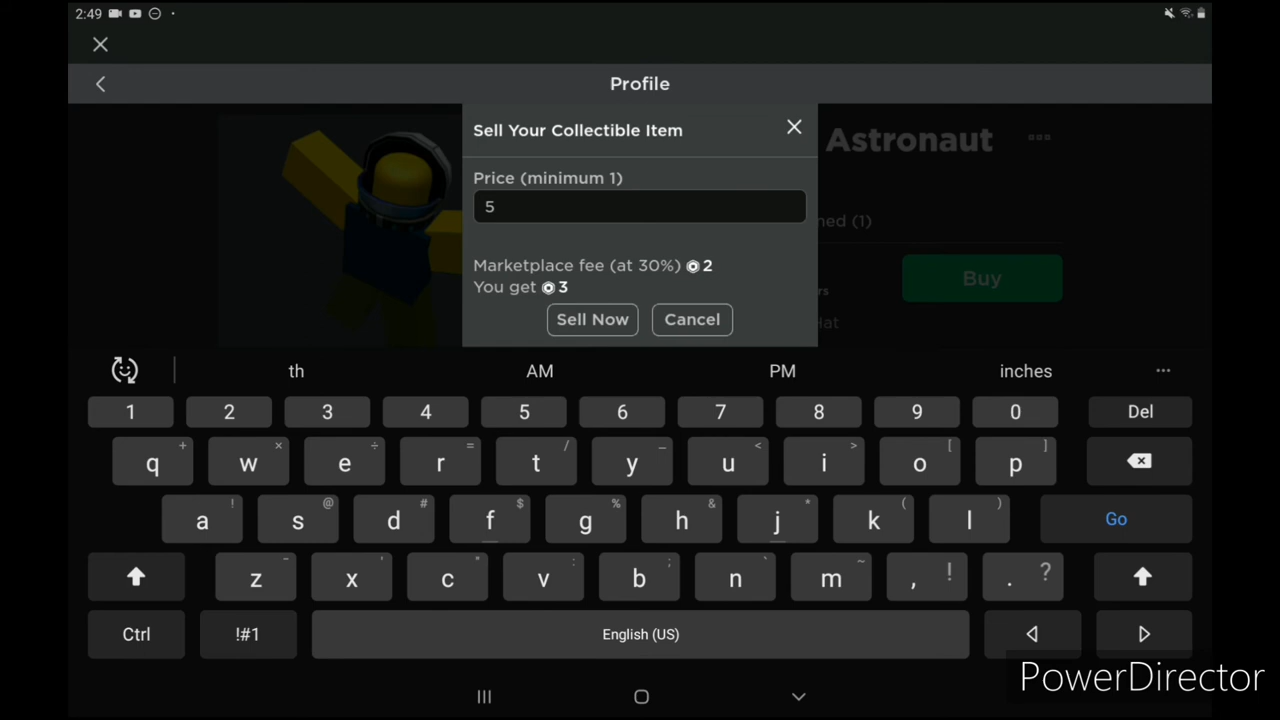 2:49
Profile
Sell Your Collectible Item
Astronaut
Price (minimum 1)
5
ned (1)
Marketplace fee (at 30%) 2
You get 3
Buy
rs
Hat
Sell Now Cancel
th AM PM inches ...
1 2 3 4 5 6 7 8 9 0 Del
q + w × e ÷ r = t / y _ u < i > o [ p ]
a ! s @ d # f $ g % h & j * k ( l ) Go
z - x ' c " v : b ; n ` m ~ , ! . ?
Ctrl !#1 English (US)
PowerDirector